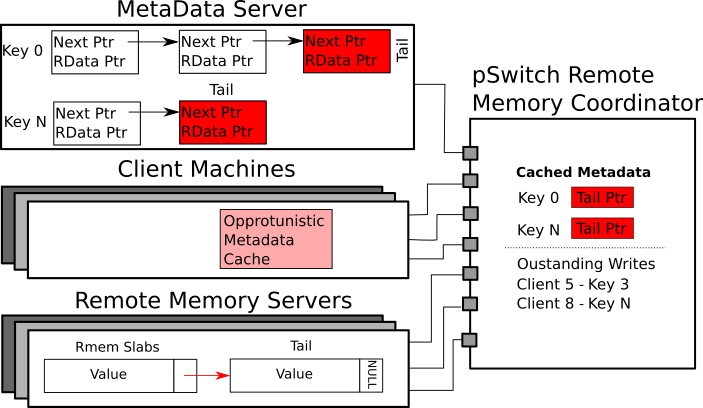 MetaData Server
Key 0
Next Ptr
RData Ptr
Next Ptr
RData Ptr
Next Ptr
RData Ptr
Tail
Tail
Key N
Next Ptr
RData Ptr
Next Ptr
RData Ptr
Client Machines
Opprotunistic
Metadata
Cache
Remote Memory Servers
Rmem Slabs
Tail
Value
Value
NULL
pSwitch Remote
Memory Coordinator
Cached Metadata
Key 0 Tail Ptr
Key N Tail Ptr
Oustanding Writes
Client 5 - Key 3
Client 8 - Key N